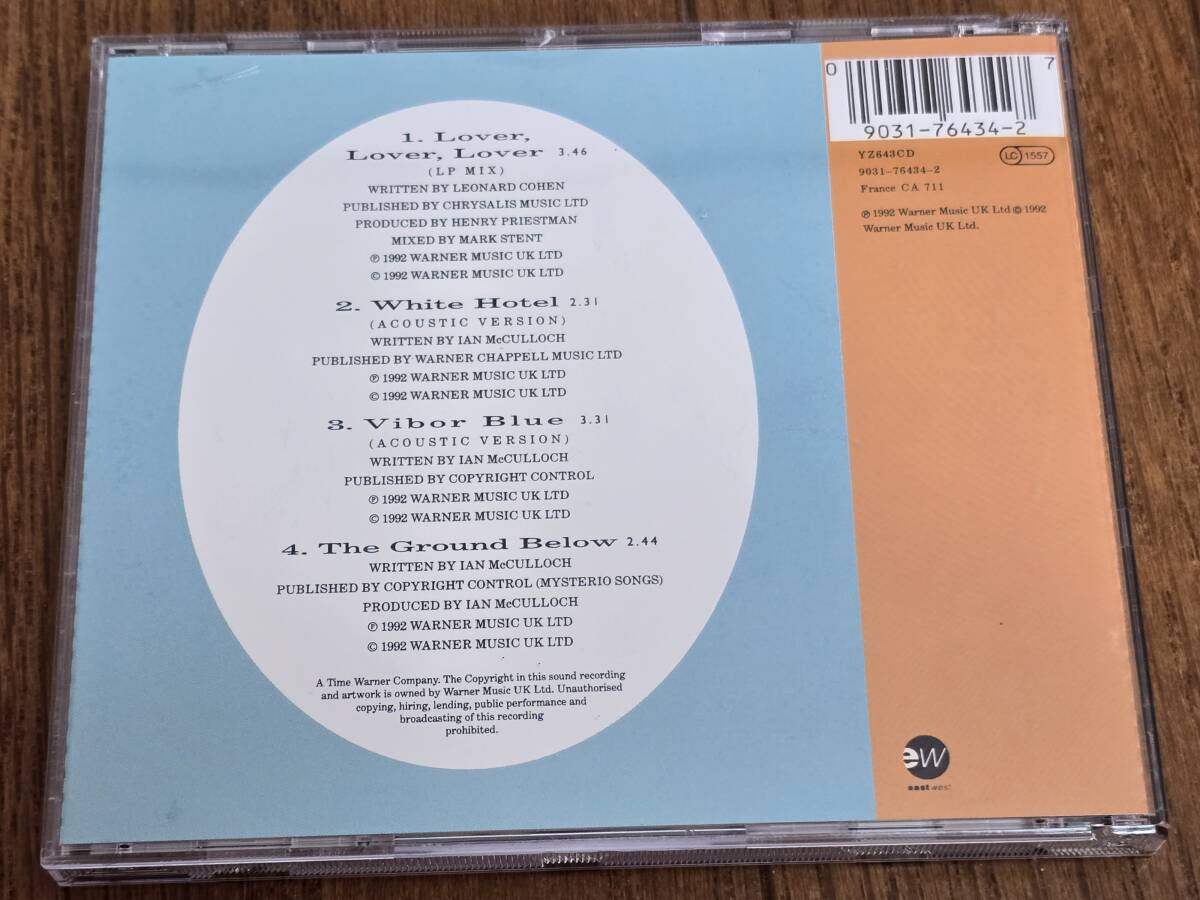 1. Lover,
Lover, Lover 3.46
(LP MIX)
WRITTEN BY LEONARD COHEN
PUBLISHED BY CHRYSALIS MUSIC LTD
PRODUCED BY HENRY PRIESTMAN
MIXED BY MARK STENT
℗ 1992 WARNER MUSIC UK LTD
© 1992 WARNER MUSIC UK LTD
2. White Hotel 2.31
(ACOUSTIC VERSION)
WRITTEN BY IAN McCULLOCH
PUBLISHED BY WARNER CHAPPELL MUSIC LTD
℗ 1992 WARNER MUSIC UK LTD
© 1992 WARNER MUSIC UK LTD
3. Vibor Blue 3.31
(ACOUSTIC VERSION)
WRITTEN BY IAN McCULLOCH
PUBLISHED BY COPYRIGHT CONTROL
℗ 1992 WARNER MUSIC UK LTD
© 1992 WARNER MUSIC UK LTD
4. The Ground Below 2.44
WRITTEN BY IAN McCULLOCH
PUBLISHED BY COPYRIGHT CONTROL (MYSTERIO SONGS)
PRODUCED BY IAN McCULLOCH
℗ 1992 WARNER MUSIC UK LTD
© 1992 WARNER MUSIC UK LTD
A Time Warner Company. The Copyright in this sound recording
and artwork is owned by Warner Music UK Ltd. Unauthorised
copying, hiring, lending, public performance and
broadcasting of this recording
prohibited.
0 7
9031-76434-2
YZ643CD LC 1557
9031-76434-2
France CA 711
℗ 1992 Warner Music UK Ltd © 1992
Warner Music UK Ltd.
ew
east west